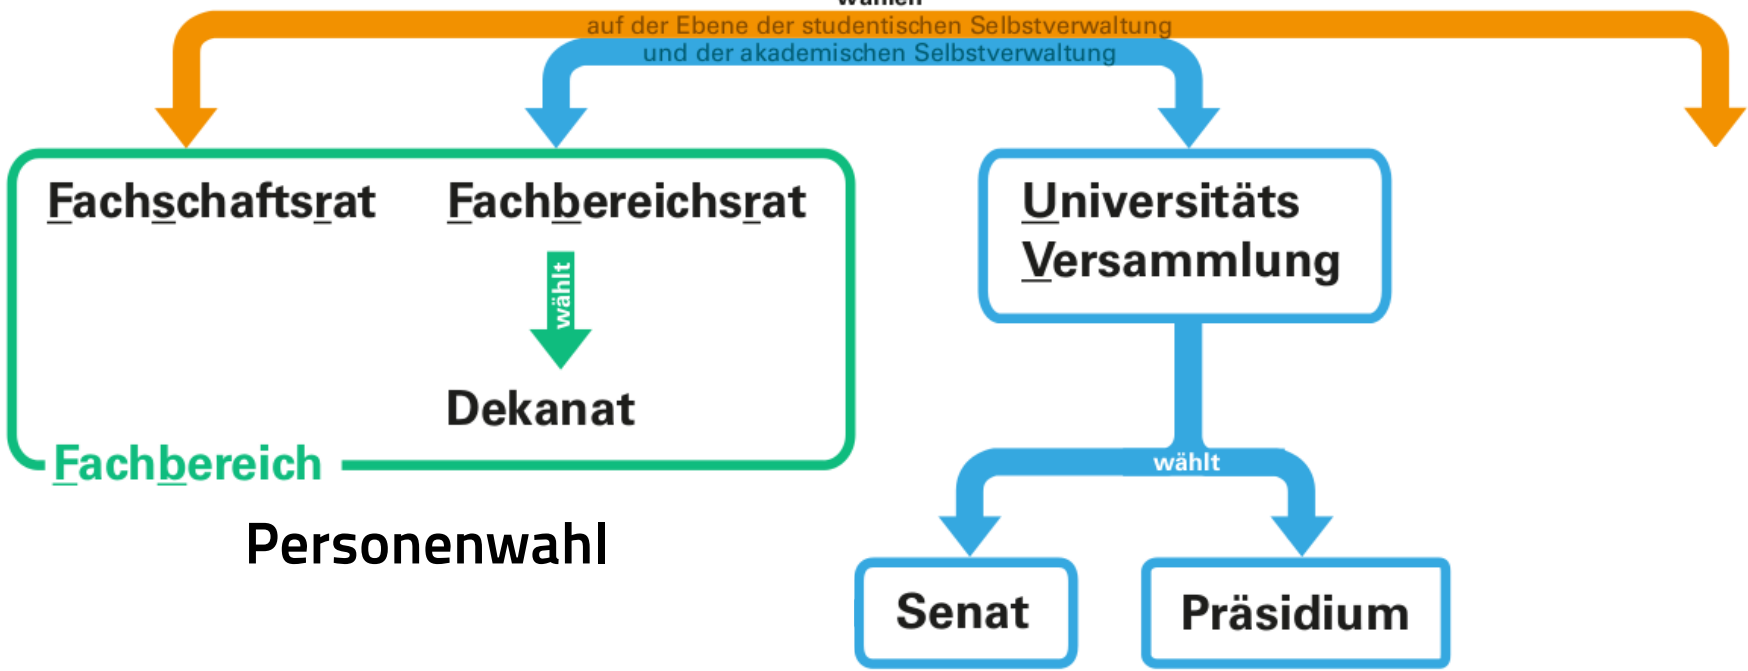 wählen
auf der Ebene der studentischen Selbstverwaltung
und der akademischen Selbstverwaltung
Fachschaftsrat
Fachbereichsrat
wählt
Dekanat
Fachbereich
Personenwahl
Universitäts
Versammlung
wählt
Senat
Präsidium